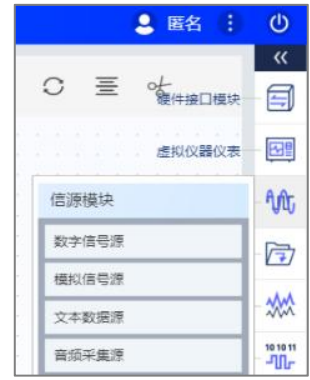 匿名
硬件接口模块
虚拟仪器仪表
信源模块
数字信号源
模拟信号源
文本数据源
音频采集源
10 10 11